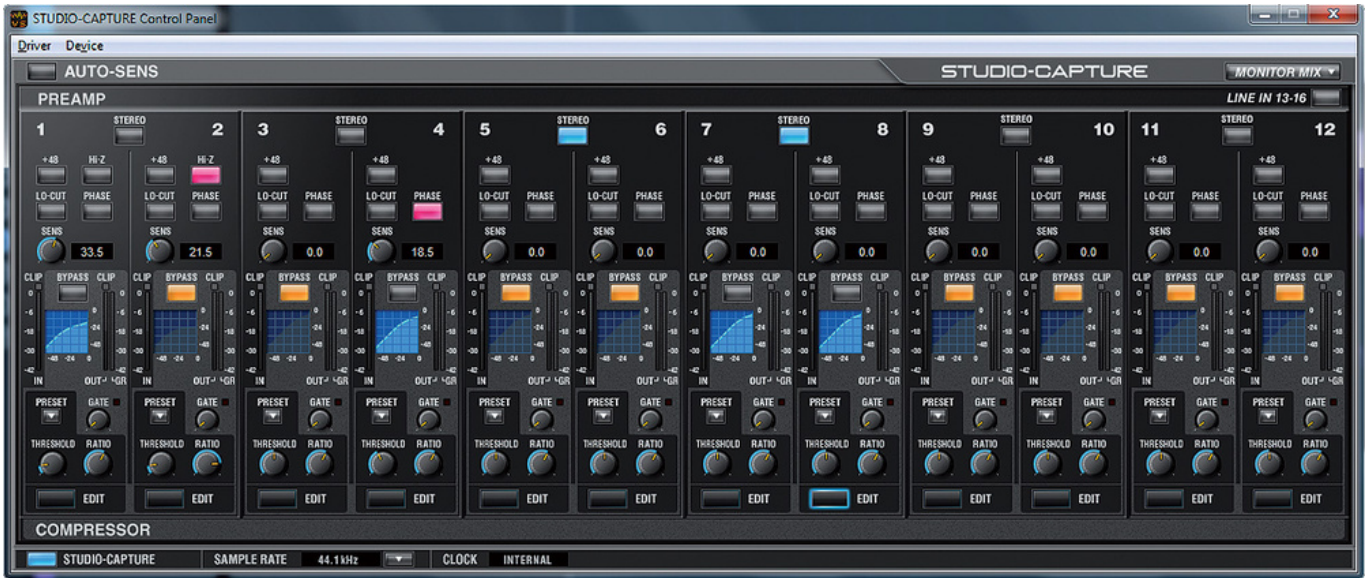 STUDIO-CAPTURE Control Panel
Driver Device
AUTO-SENS STUDIO-CAPTURE MONITOR MIX
PREAMP LINE IN 13-16
1 STEREO 2 3 STEREO 4 5 STEREO 6 7 STEREO 8 9 STEREO 10 11 STEREO 12
+48 Hi-Z +48 Hi-Z +48 +48 +48 +48 +48 +48 +48 +48 +48 +48
LO-CUT PHASE LO-CUT PHASE LO-CUT PHASE LO-CUT PHASE LO-CUT PHASE LO-CUT PHASE LO-CUT PHASE LO-CUT PHASE LO-CUT PHASE LO-CUT PHASE LO-CUT PHASE LO-CUT PHASE
SENS SENS SENS SENS SENS SENS SENS SENS SENS SENS SENS SENS
33.5 21.5 0.0 18.5 0.0 0.0 0.0 0.0 0.0 0.0 0.0 0.0
CLIP BYPASS CLIP CLIP BYPASS CLIP CLIP BYPASS CLIP CLIP BYPASS CLIP CLIP BYPASS CLIP CLIP BYPASS CLIP CLIP BYPASS CLIP CLIP BYPASS CLIP CLIP BYPASS CLIP CLIP BYPASS CLIP CLIP BYPASS CLIP CLIP BYPASS CLIP
IN OUT GR IN OUT GR IN OUT GR IN OUT GR IN OUT GR IN OUT GR IN OUT GR IN OUT GR IN OUT GR IN OUT GR IN OUT GR IN OUT GR
PRESET GATE PRESET GATE PRESET GATE PRESET GATE PRESET GATE PRESET GATE PRESET GATE PRESET GATE PRESET GATE PRESET GATE PRESET GATE PRESET GATE
THRESHOLD RATIO THRESHOLD RATIO THRESHOLD RATIO THRESHOLD RATIO THRESHOLD RATIO THRESHOLD RATIO THRESHOLD RATIO THRESHOLD RATIO THRESHOLD RATIO THRESHOLD RATIO THRESHOLD RATIO THRESHOLD RATIO
EDIT EDIT EDIT EDIT EDIT EDIT EDIT EDIT EDIT EDIT EDIT EDIT
COMPRESSOR
STUDIO-CAPTURE SAMPLE RATE 44.1kHz CLOCK INTERNAL